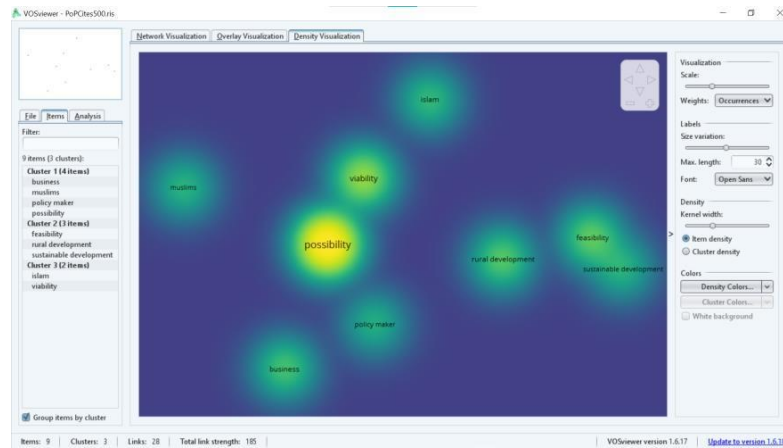 VOSviewer - PoPCites500.ris
Network Visualization Overlay Visualization Density Visualization
File Items Analysis
Filter:
9 items (3 clusters):
Cluster 1 (4 items)
business
muslims
policy maker
possibility
Cluster 2 (3 items)
feasibility
rural development
sustainable development
Cluster 3 (2 items)
islam
viability
Group items by cluster
islam
viability
muslims
possibility
feasibility
rural development
sustainable development
policy maker
business
>
Visualization
Scale:
Weights: Occurrences
Labels
Size variation:
Max. length: 30
Font: Open Sans
Density
Kernel width:
Item density
Cluster density
Colors
Density Colors...
Cluster Colors...
White background
Items: 9 Clusters: 3 Links: 28 Total link strength: 185 VOSviewer version 1.6.17 Update to version